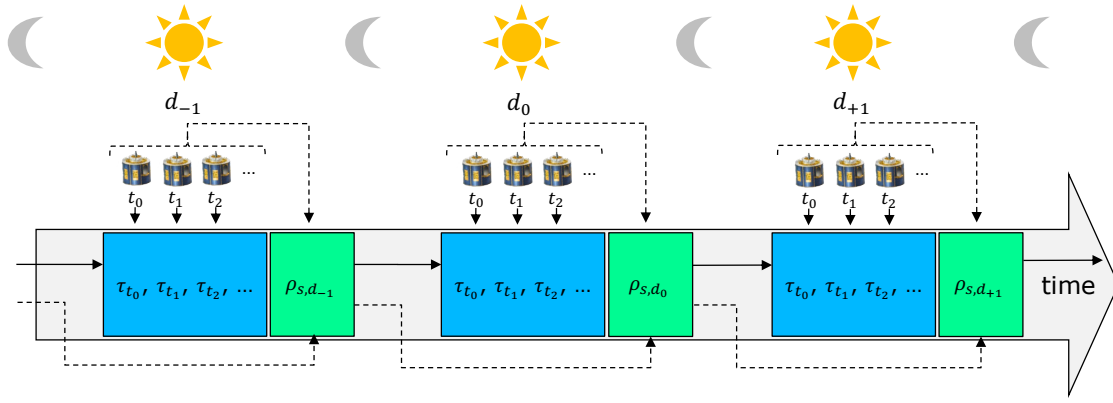 d₋₁ d₀ d₊₁
... ... ...
t₀ t₁ t₂ t₀ t₁ t₂ t₀ t₁ t₂
τ_{t₀}, τ_{t₁}, τ_{t₂}, ... ρ_{s,d₋₁} τ_{t₀}, τ_{t₁}, τ_{t₂}, ... ρ_{s,d₀} τ_{t₀}, τ_{t₁}, τ_{t₂}, ... ρ_{s,d₊₁} time